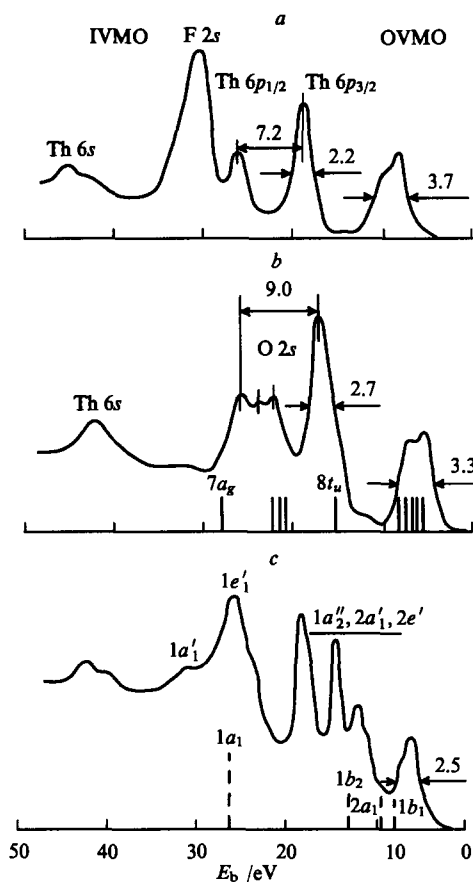 a
IVMO F 2s OVMO
Th 6p1/2 Th 6p3/2
Th 6s 7.2 2.2 3.7
b
9.0
O 2s
Th 6s 2.7 3.3
7ag 8tu
c
1e′1
1a′1 1a″2, 2a′1, 2e′
1a1 1b2 2.5
2a1 1b1
50 40 30 20 10 0
Eb /eV